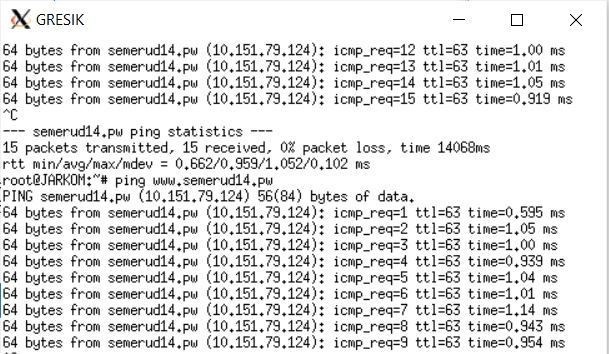 GRESIK
64 bytes from semerud14.pw (10.151.79.124): icmp_req=12 ttl=63 time=1.00 ms
64 bytes from semerud14.pw (10.151.79.124): icmp_req=13 ttl=63 time=1.01 ms
64 bytes from semerud14.pw (10.151.79.124): icmp_req=14 ttl=63 time=1.05 ms
64 bytes from semerud14.pw (10.151.79.124): icmp_req=15 ttl=63 time=0.919 ms
^C
--- semerud14.pw ping statistics ---
15 packets transmitted, 15 received, 0% packet loss, time 14068ms
rtt min/avg/max/mdev = 0.662/0.959/1.052/0.102 ms
root@JARKOM:~# ping www.semerud14.pw
PING semerud14.pw (10.151.79.124) 56(84) bytes of data.
64 bytes from semerud14.pw (10.151.79.124): icmp_req=1 ttl=63 time=0.595 ms
64 bytes from semerud14.pw (10.151.79.124): icmp_req=2 ttl=63 time=1.05 ms
64 bytes from semerud14.pw (10.151.79.124): icmp_req=3 ttl=63 time=1.00 ms
64 bytes from semerud14.pw (10.151.79.124): icmp_req=4 ttl=63 time=0.939 ms
64 bytes from semerud14.pw (10.151.79.124): icmp_req=5 ttl=63 time=1.04 ms
64 bytes from semerud14.pw (10.151.79.124): icmp_req=6 ttl=63 time=1.01 ms
64 bytes from semerud14.pw (10.151.79.124): icmp_req=7 ttl=63 time=1.14 ms
64 bytes from semerud14.pw (10.151.79.124): icmp_req=8 ttl=63 time=0.943 ms
64 bytes from semerud14.pw (10.151.79.124): icmp_req=9 ttl=63 time=0.954 ms